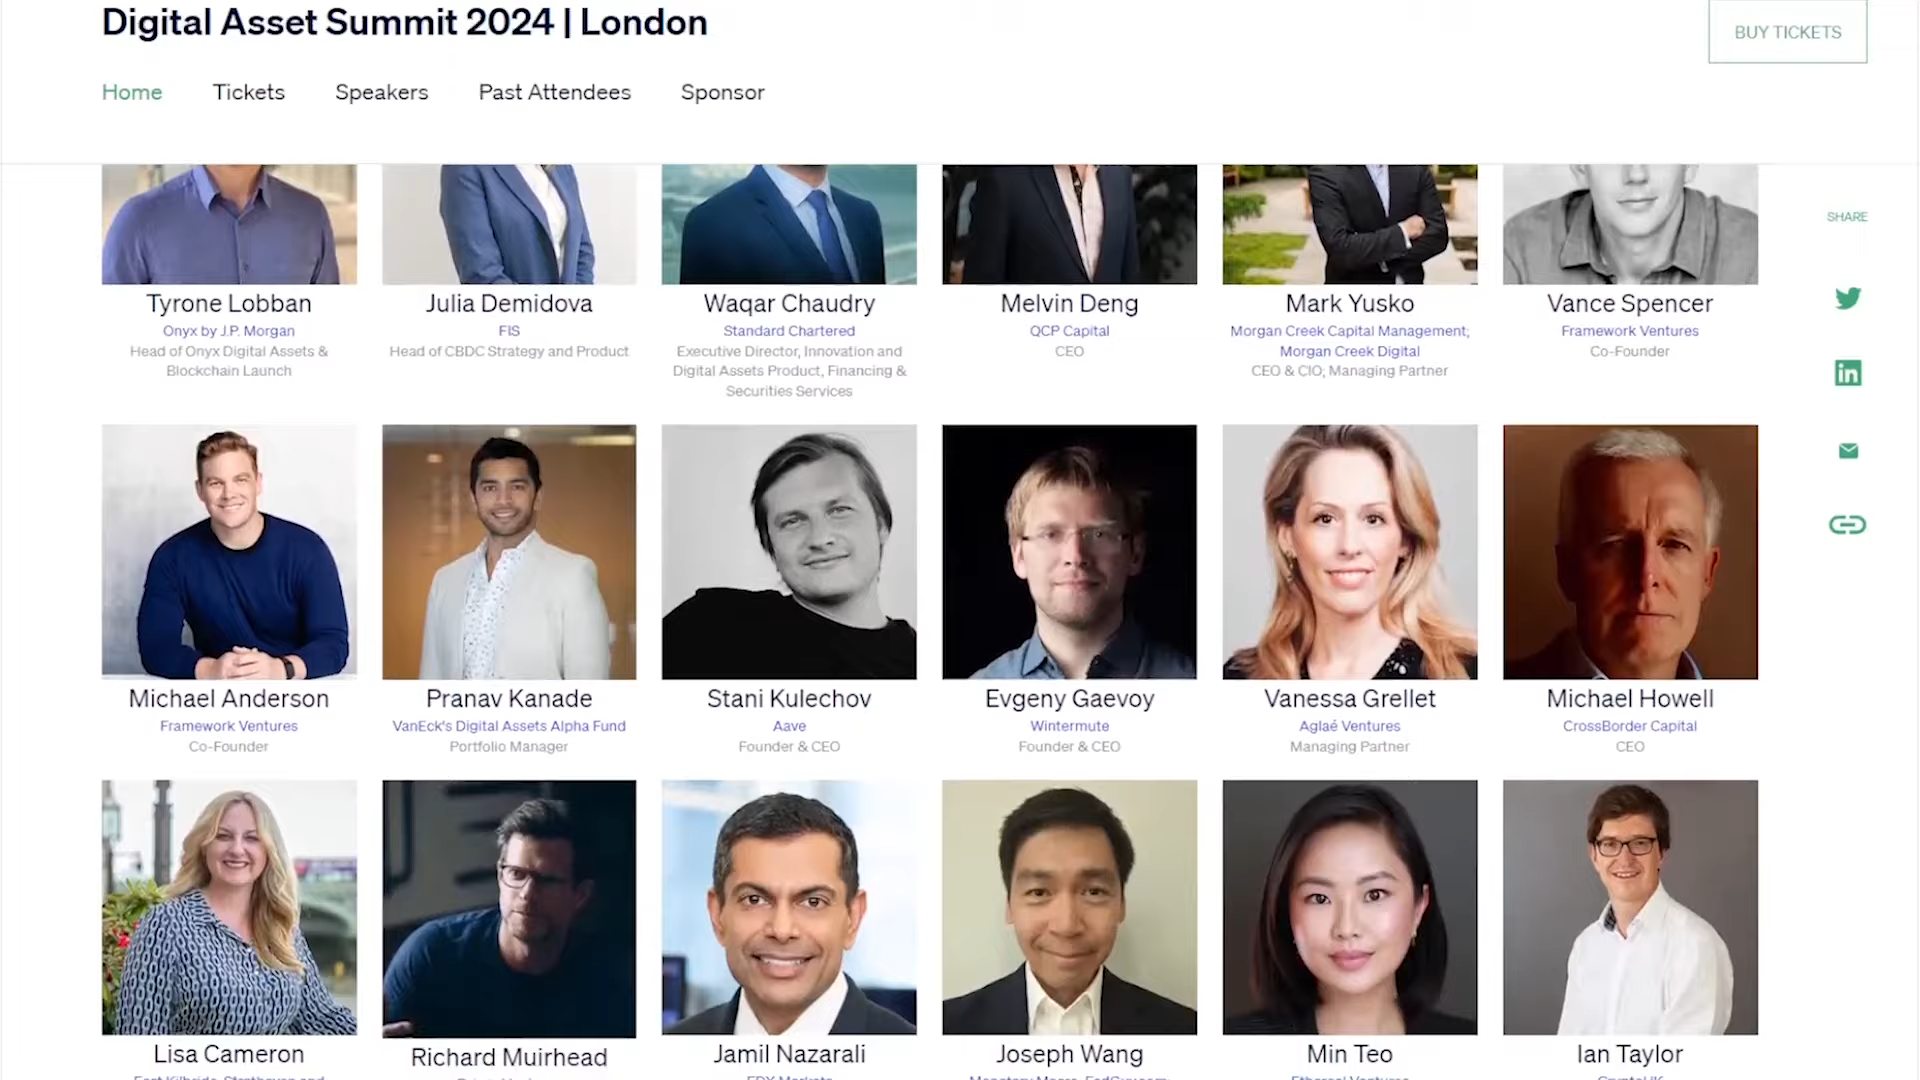 Digital Asset Summit 2024 | London
BUY TICKETS
Home Tickets Speakers Past Attendees Sponsor
SHARE
Tyrone Lobban
Onyx by J.P. Morgan
Head of Onyx Digital Assets &
Blockchain Launch
Julia Demidova
FIS
Head of CBDC Strategy and Product
Waqar Chaudry
Standard Chartered
Executive Director, Innovation and
Digital Assets Product, Financing &
Securities Services
Melvin Deng
QCP Capital
CEO
Mark Yusko
Morgan Creek Capital Management;
Morgan Creek Digital
CEO & CIO; Managing Partner
Vance Spencer
Framework Ventures
Co-Founder
Michael Anderson
Framework Ventures
Co-Founder
Pranav Kanade
VanEck's Digital Assets Alpha Fund
Portfolio Manager
Stani Kulechov
Aave
Founder & CEO
Evgeny Gaevoy
Wintermute
Founder & CEO
Vanessa Grellet
Aglaé Ventures
Managing Partner
Michael Howell
CrossBorder Capital
CEO
Lisa Cameron
East Kilbride, Strathaven and
Richard Muirhead
Jamil Nazarali
EDX Markets
Joseph Wang
Monetary Macro, FedGuy.com
Min Teo
Ethereal Ventures
Ian Taylor
CryptoUK